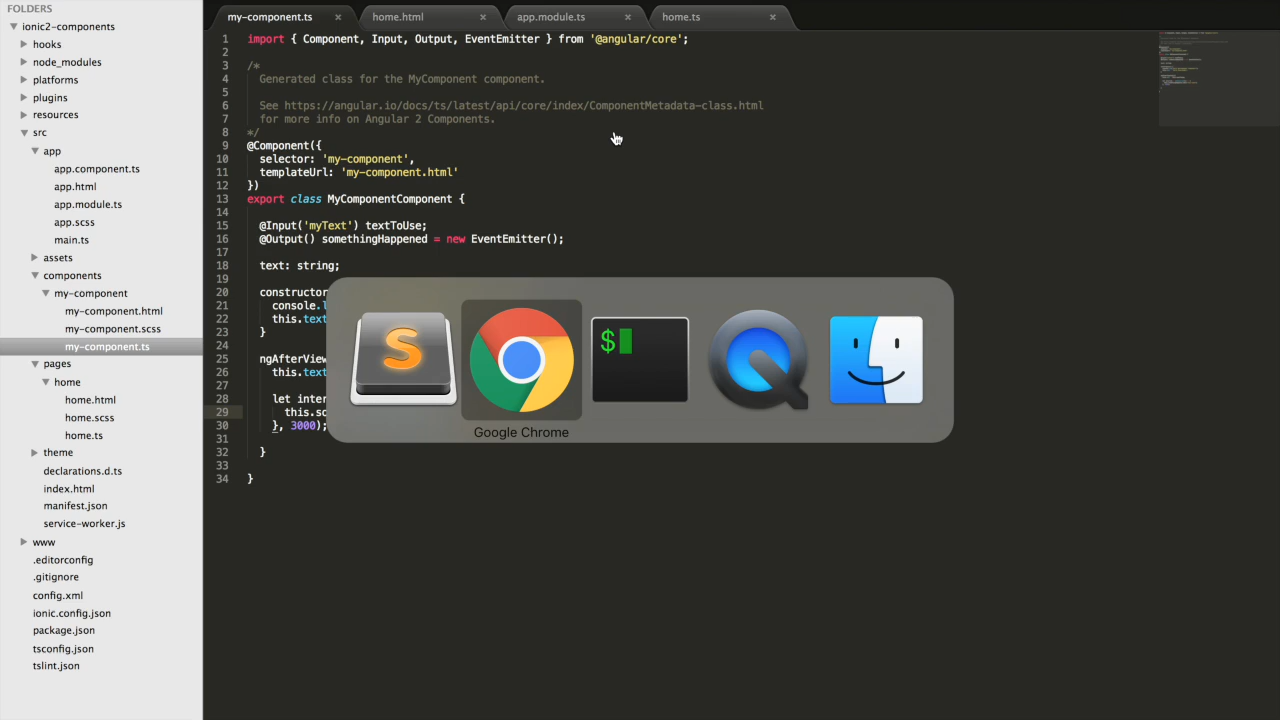 FOLDERS
ionic2-components
hooks
node_modules
platforms
plugins
resources
src
app
app.component.ts
app.html
app.module.ts
app.scss
main.ts
assets
components
my-component
my-component.html
my-component.scss
my-component.ts
pages
home
home.html
home.scss
home.ts
theme
declarations.d.ts
index.html
manifest.json
service-worker.js
www
.editorconfig
.gitignore
config.xml
ionic.config.json
package.json
tsconfig.json
tslint.json
my-component.ts × home.html × app.module.ts × home.ts ×
1 import { Component, Input, Output, EventEmitter } from '@angular/core';
2
3 /*
4 Generated class for the MyComponent component.
5
6 See https://angular.io/docs/ts/latest/api/core/index/ComponentMetadata-class.html
7 for more info on Angular 2 Components.
8 */
9 @Component({
10 selector: 'my-component',
11 templateUrl: 'my-component.html'
12 })
13 export class MyComponentComponent {
14
15 @Input('myText') textToUse;
16 @Output() somethingHappened = new EventEmitter();
17
18 text: string;
19
20 constructor
21 console.l
22 this.text
23 }
24
25 ngAfterView
26 this.text
27
28 let inter
29 this.so
30 }, 3000);
31
32 }
33
34 }
S
$
Google Chrome